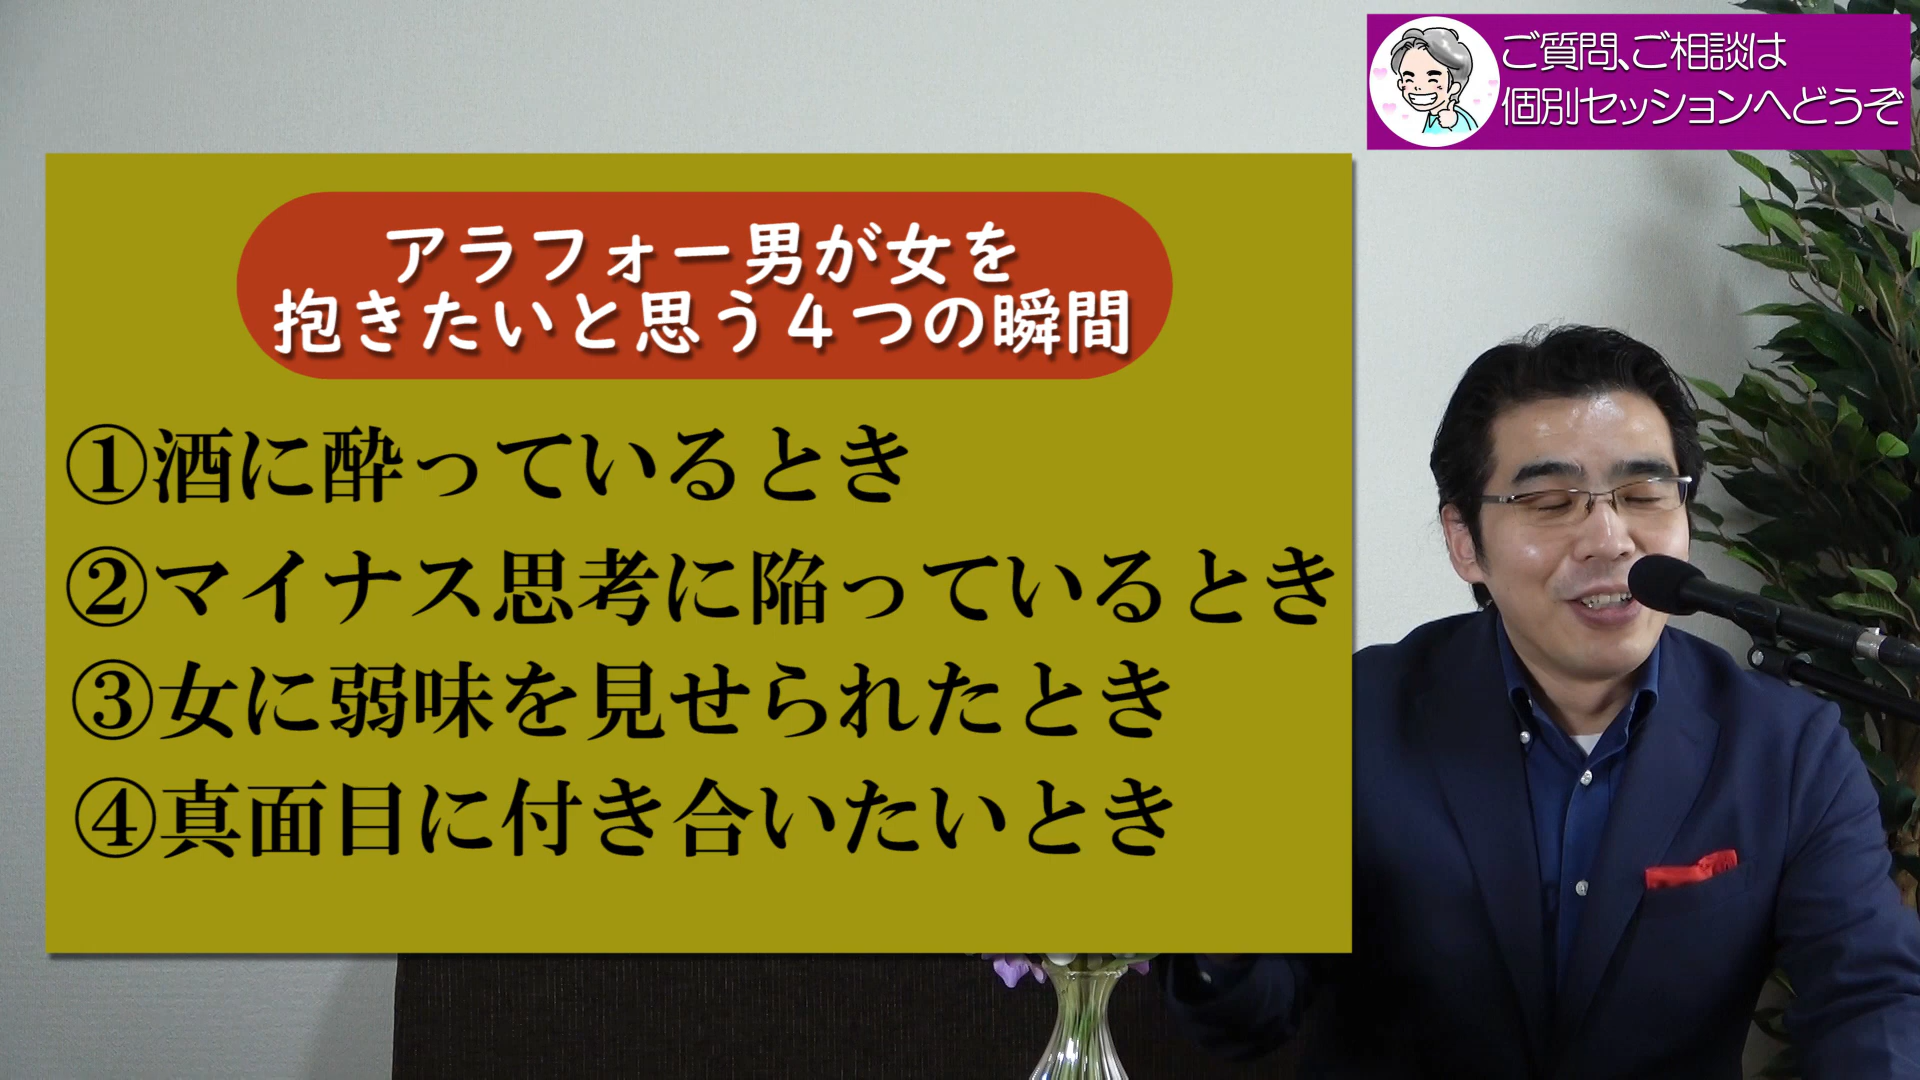 ご質問、ご相談は
個別セッションへどうぞ
アラフォー男が女を
抱きたいと思う４つの瞬間
①酒に酔っているとき
②マイナス思考に陥っているとき
③女に弱味を見せられたとき
④真面目に付き合いたいとき